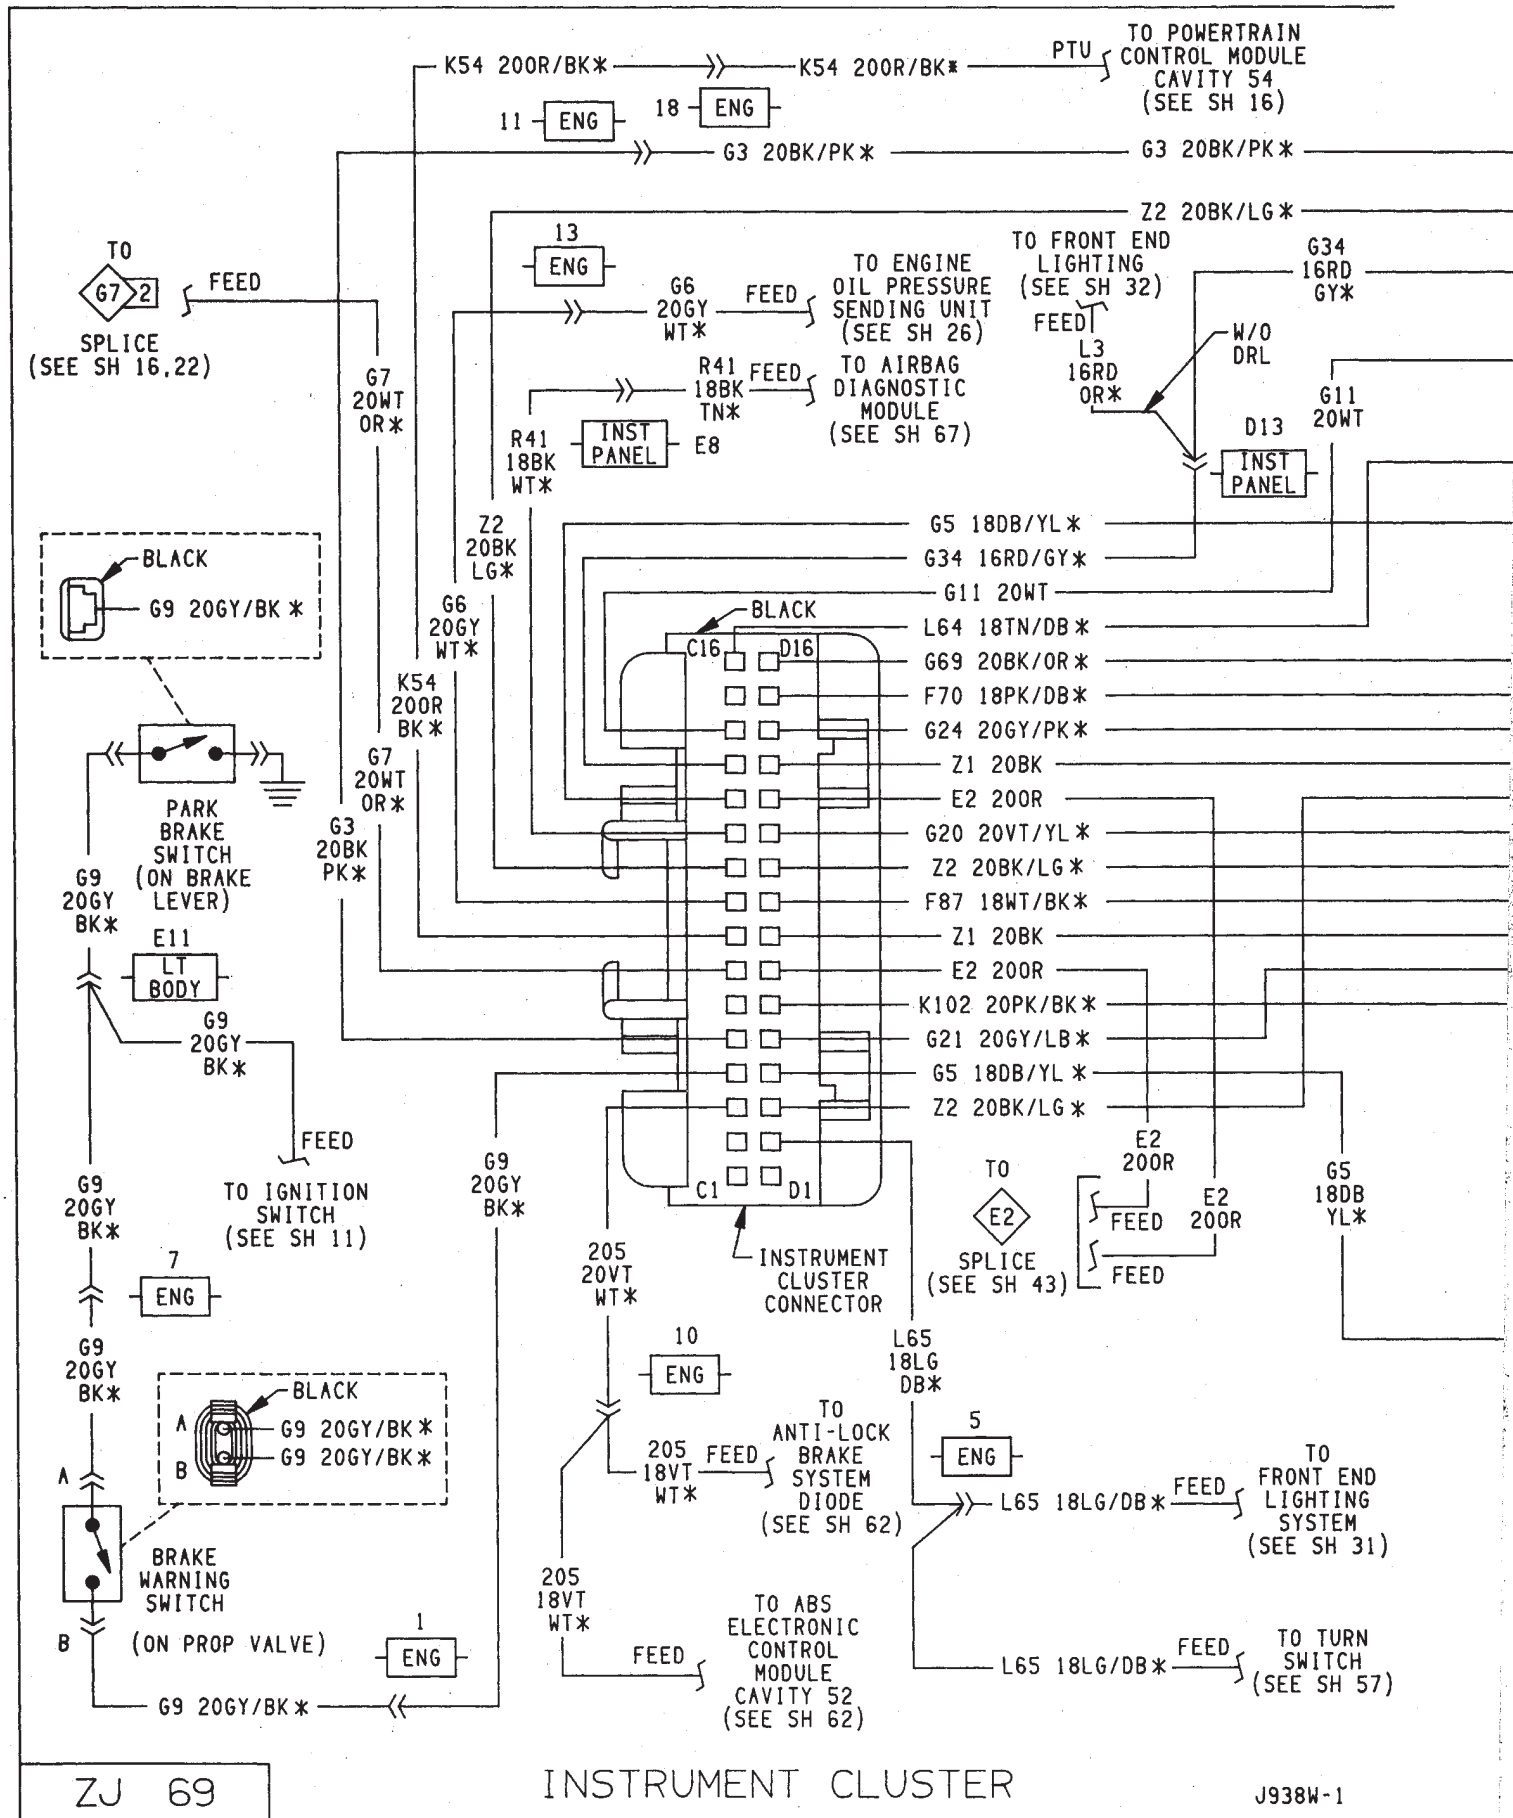 K54 200R/BK*
K54 200R/BK*
PTU
TO POWERTRAIN
CONTROL MODULE
CAVITY 54
(SEE SH 16)
11
ENG
18
ENG
G3 20BK/PK*
G3 20BK/PK*
Z2 20BK/LG*
TO
G7
2
FEED
SPLICE
(SEE SH 16,22)
13
ENG
G6
20GY
WT*
FEED
TO ENGINE
OIL PRESSURE
SENDING UNIT
(SEE SH 26)
TO FRONT END
LIGHTING
(SEE SH 32)
FEED
L3
16RD
OR*
G34
16RD
GY*
W/O
DRL
G7
20WT
OR*
R41
18BK
TN*
FEED
TO AIRBAG
DIAGNOSTIC
MODULE
(SEE SH 67)
R41
18BK
WT*
INST
PANEL
E8
G11
20WT
D13
INST
PANEL
Z2
20BK
LG*
G5 18DB/YL*
G34 16RD/GY*
G11 20WT
L64 18TN/DB*
G69 20BK/OR*
F70 18PK/DB*
G24 20GY/PK*
Z1 20BK
E2 200R
G20 20VT/YL*
Z2 20BK/LG*
F87 18WT/BK*
Z1 20BK
E2 200R
K102 20PK/BK*
G21 20GY/LB*
G5 18DB/YL*
Z2 20BK/LG*
BLACK
G9 20GY/BK*
G6
20GY
WT*
BLACK
C16
D16
K54
200R
BK*
G7
20WT
OR*
PARK
BRAKE
SWITCH
(ON BRAKE
LEVER)
G3
20BK
PK*
G9
20GY
BK*
E11
LT
BODY
G9
20GY
BK*
FEED
TO IGNITION
SWITCH
(SEE SH 11)
G9
20GY
BK*
G9
20GY
BK*
C1
D1
INSTRUMENT
CLUSTER
CONNECTOR
TO
E2
SPLICE
(SEE SH 43)
E2
200R
FEED
E2
200R
FEED
G5
18DB
YL*
7
ENG
205
20VT
WT*
10
ENG
L65
18LG
DB*
G9
20GY
BK*
BLACK
A
G9 20GY/BK*
G9 20GY/BK*
B
A
BRAKE
WARNING
SWITCH
(ON PROP VALVE)
B
205
18VT
WT*
FEED
TO
ANTI-LOCK
BRAKE
SYSTEM
DIODE
(SEE SH 62)
5
ENG
L65 18LG/DB*
FEED
TO
FRONT END
LIGHTING
SYSTEM
(SEE SH 31)
205
18VT
WT*
FEED
TO ABS
ELECTRONIC
CONTROL
MODULE
CAVITY 52
(SEE SH 62)
L65 18LG/DB*
FEED
TO TURN
SWITCH
(SEE SH 57)
1
ENG
G9 20GY/BK*
ZJ 69
INSTRUMENT CLUSTER
J938W-1